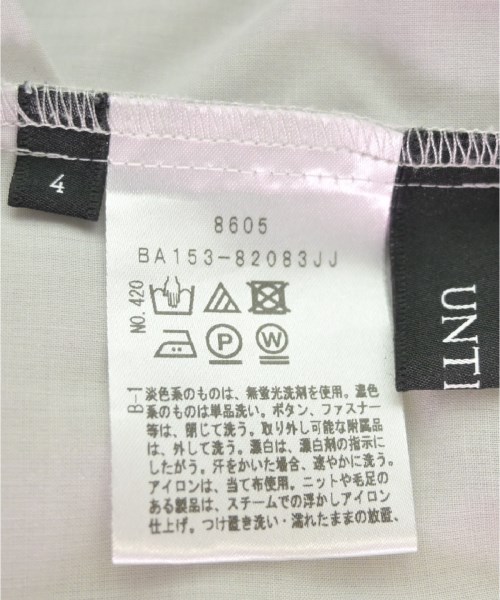 4
8605
BA153-82083JJ
NO.420
P
W
B-1
淡色系のものは、無蛍光洗剤を使用。濃色
系のものは単品洗い。ボタン、ファスナー
等は、閉じて洗う。取り外し可能な附属品
は、外して洗う。漂白は、漂白剤の指示に
したがう。汗をかいた場合、速やかに洗う。
アイロンは、当て布使用。ニットや毛足の
ある製品は、スチームでの浮かしアイロン
仕上げ。つけ置き洗い・濡れたままの放置、
UNTI